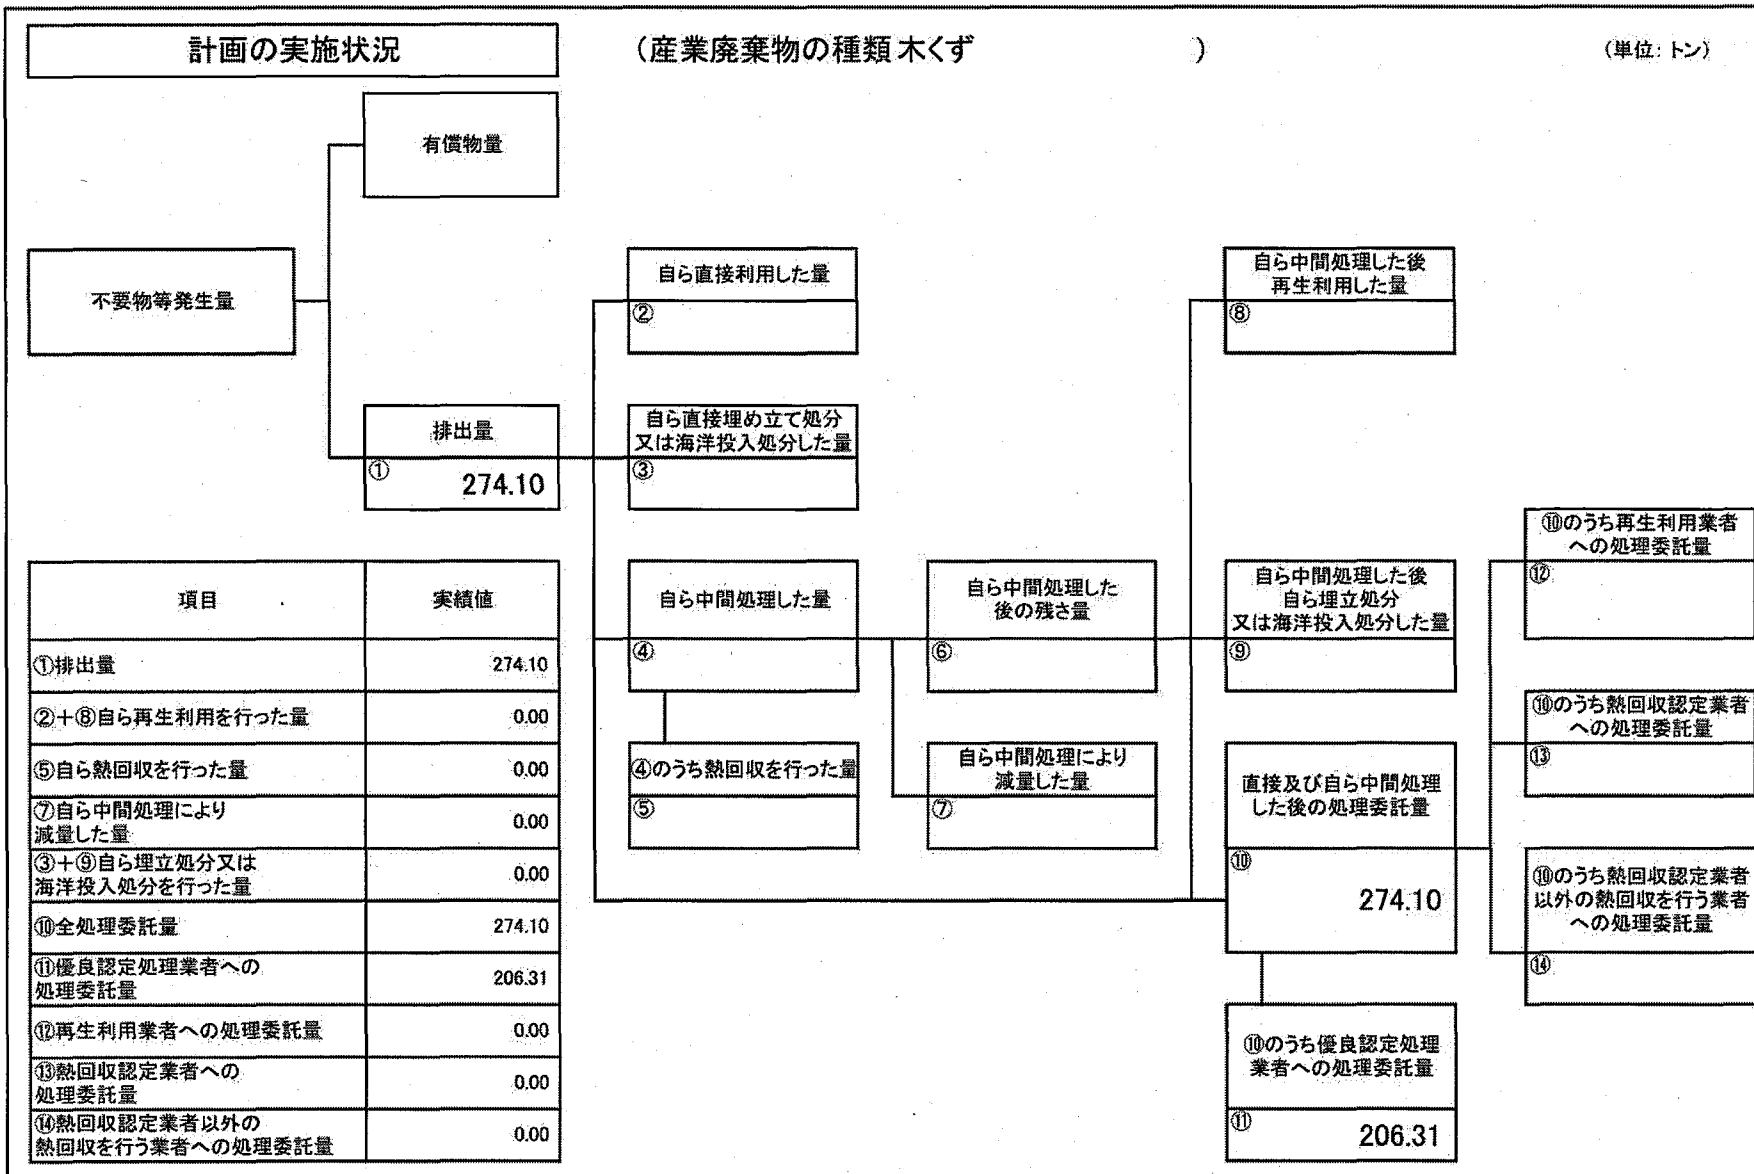 計画の実施状況 (産業廃棄物の種類 木くず ) (単位:トン)
有償物量
不要物等発生量
自ら直接利用した量
②
自ら中間処理した後
再生利用した量
⑧
排出量
① 274.10
自ら直接埋め立て処分
又は海洋投入処分した量
③
自ら中間処理した量
④
自ら中間処理した
後の残さ量
⑥
自ら中間処理した後
自ら埋立処分
又は海洋投入処分した量
⑨
⑩のうち再生利用業者
への処理委託量
⑫
④のうち熱回収を行った量
⑤
自ら中間処理により
減量した量
⑦
直接及び自ら中間処理
した後の処理委託量
⑩
274.10
⑩のうち熱回収認定業者
への処理委託量
⑬
⑩のうち熱回収認定業者
以外の熱回収を行う業者
への処理委託量
⑭
⑩のうち優良認定処理
業者への処理委託量
⑪ 206.31
項目 実績値
①排出量 274.10
②+⑧自ら再生利用を行った量 0.00
⑤自ら熱回収を行った量 0.00
⑦自ら中間処理により
減量した量 0.00
③+⑨自ら埋立処分又は
海洋投入処分を行った量 0.00
⑩全処理委託量 274.10
⑪優良認定処理業者への
処理委託量 206.31
⑫再生利用業者への処理委託量 0.00
⑬熱回収認定業者への
処理委託量 0.00
⑭熱回収認定業者以外の
熱回収を行う業者への処理委託量 0.00